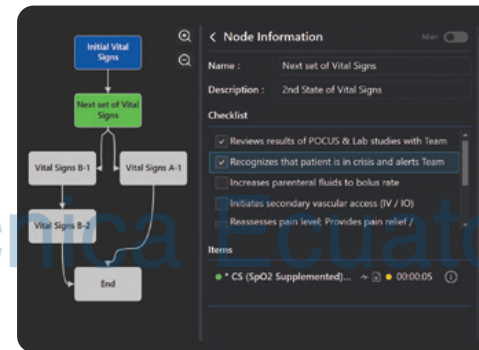 Initial Vital
Signs
Next set of Vital
Signs
Vital Signs B-1
Vital Signs A-1
Vital Signs B-2
End
Node Information
Main
Name :
Next set of Vital Signs
Description :
2nd State of Vital Signs
Checklist
Reviews results of POCUS & Lab studies with Team
Recognizes that patient is in crisis and alerts Team
Increases parenteral fluids to bolus rate
Initiates secondary vascular access (IV / IO)
Reassesses pain level; Provides pain relief /
Items
* CS (SpO2 Supplemented)... 00:00:05
enica Ecuato